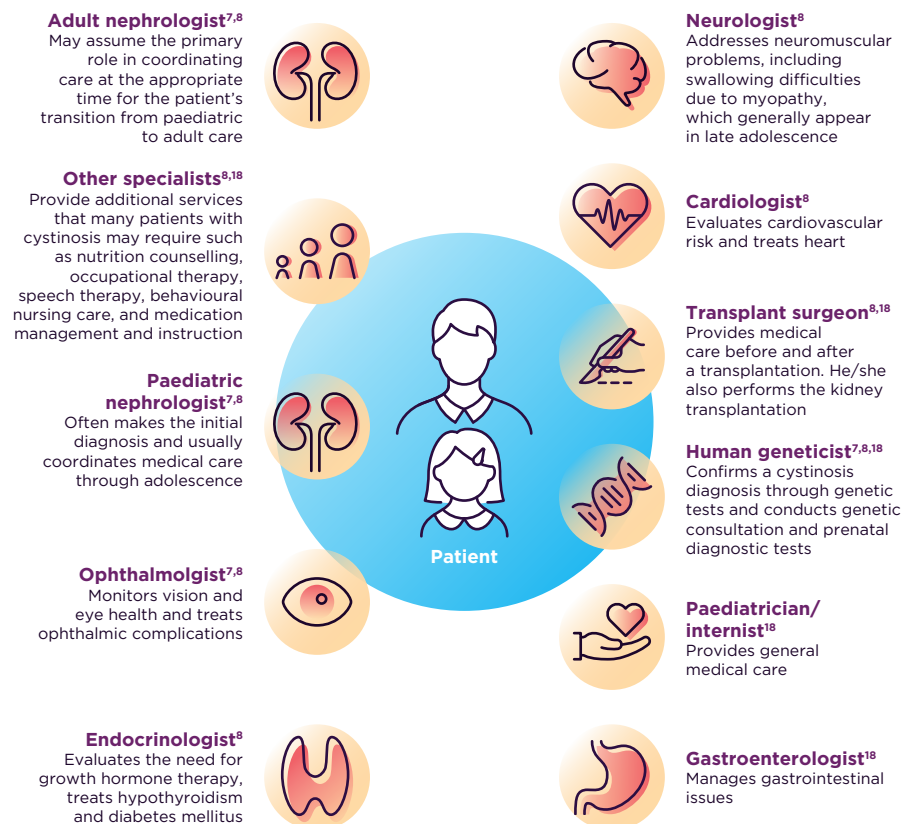 Adult nephrologist7,8
May assume the primary
role in coordinating
care at the appropriate
time for the patient's
transition from paediatric
to adult care
Other specialists8,18
Provide additional services
that many patients with
cystinosis may require such
as nutrition counselling,
occupational therapy,
speech therapy, behavioural
nursing care, and medication
management and instruction
Paediatric
nephrologist7,8
Often makes the initial
diagnosis and usually
coordinates medical care
through adolescence
Ophthalmolgist7,8
Monitors vision and
eye health and treats
ophthalmic complications
Endocrinologist8
Evaluates the need for
growth hormone therapy,
treats hypothyroidism
and diabetes mellitus
Patient
Neurologist8
Addresses neuromuscular
problems, including
swallowing difficulties
due to myopathy,
which generally appear
in late adolescence
Cardiologist8
Evaluates cardiovascular
risk and treats heart
Transplant surgeon8,18
Provides medical
care before and after
a transplantation. He/she
also performs the kidney
transplantation
Human geneticist7,8,18
Confirms a cystinosis
diagnosis through genetic
tests and conducts genetic
consultation and prenatal
diagnostic tests
Paediatrician/
internist18
Provides general
medical care
Gastroenterologist18
Manages gastrointestinal
issues